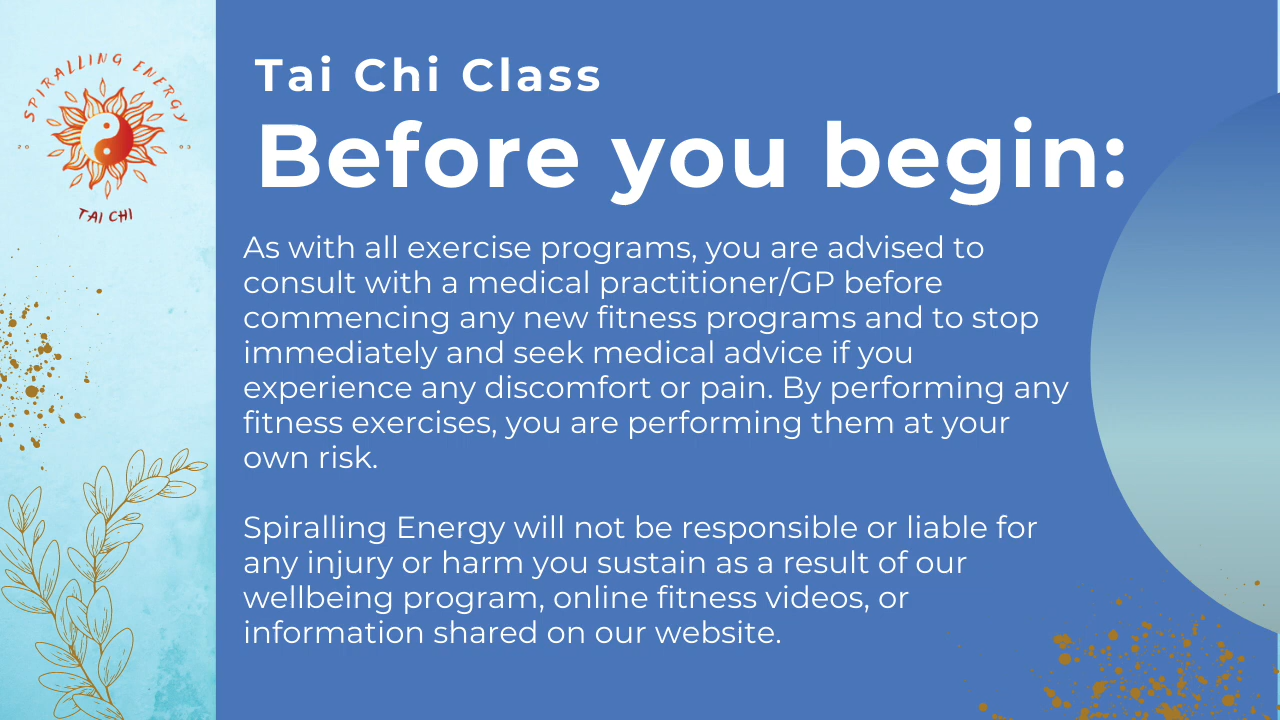 SPIRALLING ENERGY
20 03
TAI CHI
Tai Chi Class
Before you begin:
As with all exercise programs, you are advised to
consult with a medical practitioner/GP before
commencing any new fitness programs and to stop
immediately and seek medical advice if you
experience any discomfort or pain. By performing any
fitness exercises, you are performing them at your
own risk.
Spiralling Energy will not be responsible or liable for
any injury or harm you sustain as a result of our
wellbeing program, online fitness videos, or
information shared on our website.